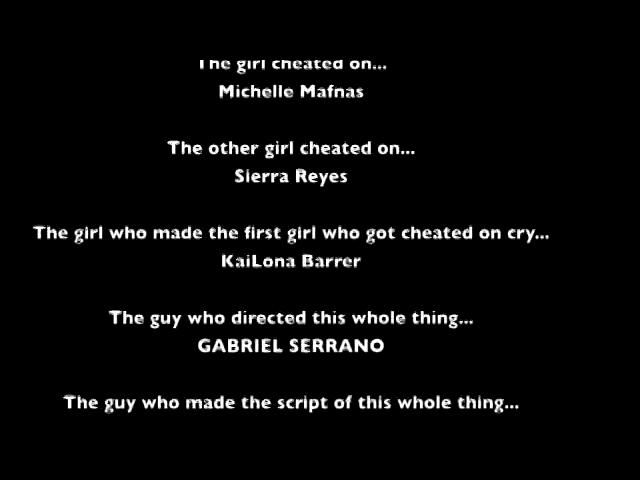 The girl cheated on...
Michelle Mafnas
The other girl cheated on...
Sierra Reyes
The girl who made the first girl who got cheated on cry...
KaiLona Barrer
The guy who directed this whole thing...
GABRIEL SERRANO
The guy who made the script of this whole thing...